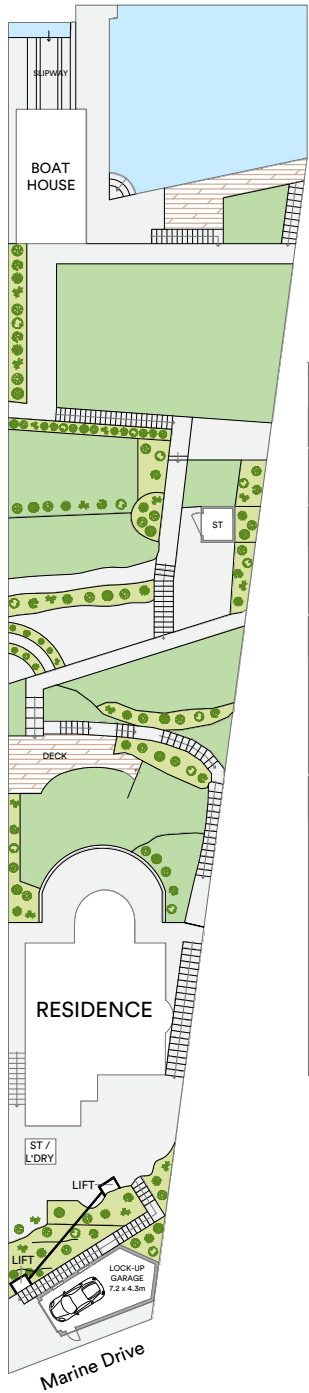 SLIPWAY
BOAT
HOUSE
ST
DECK
RESIDENCE
ST /
L'DRY
LIFT
LIFT
LOCK-UP
GARAGE
7.2 x 4.3m
Marine Drive